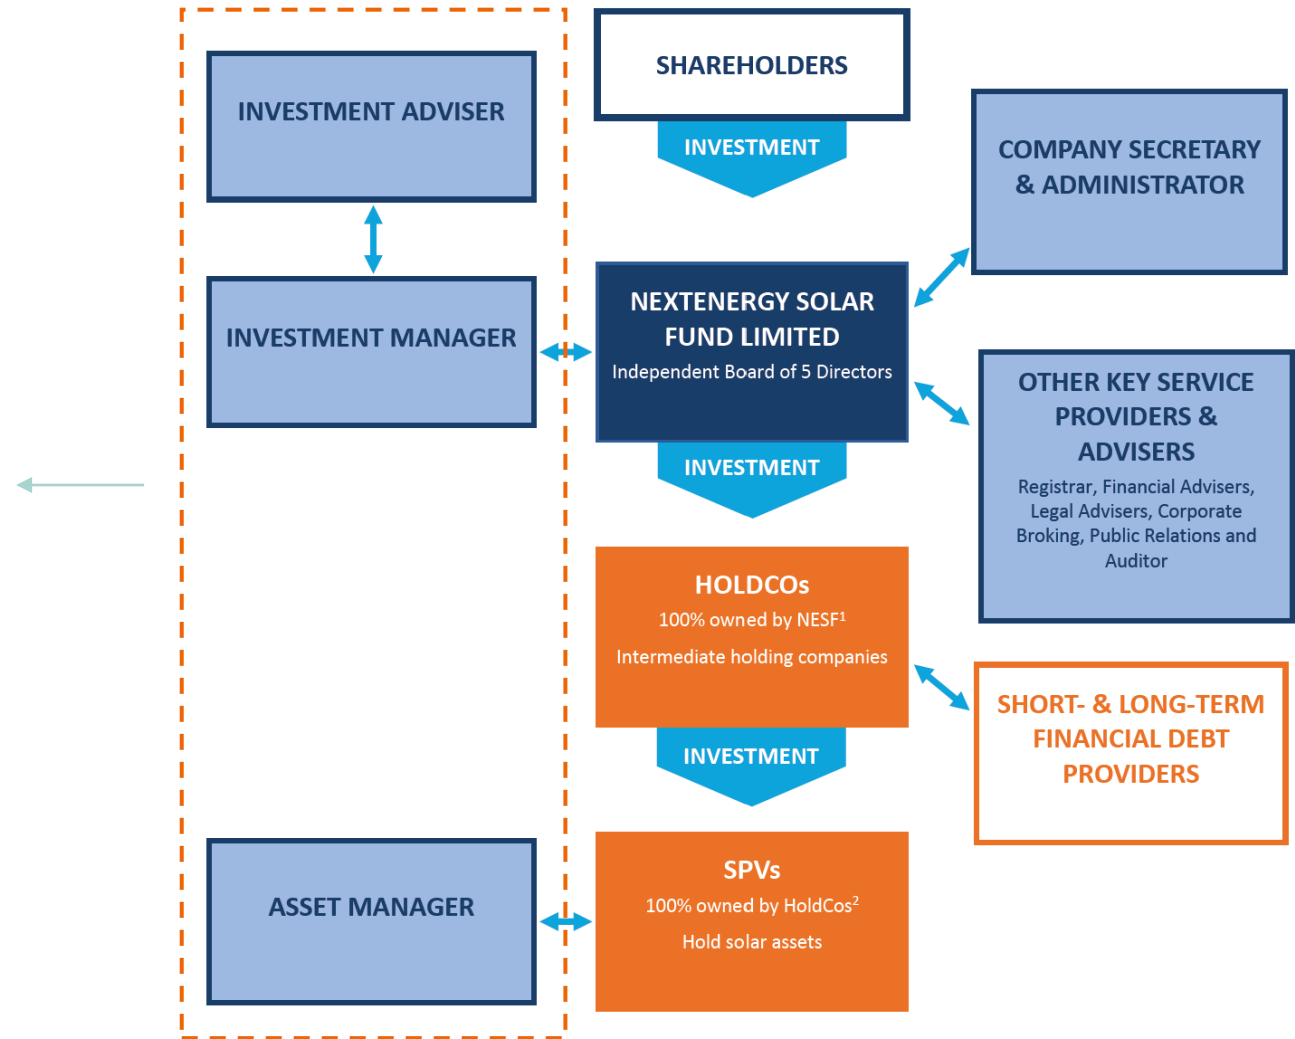 INVESTMENT ADVISER
INVESTMENT MANAGER
ASSET MANAGER
SHAREHOLDERS
INVESTMENT
NEXTENERGY SOLAR
FUND LIMITED
Independent Board of 5 Directors
INVESTMENT
HOLDCOs
100% owned by NESF¹
Intermediate holding companies
INVESTMENT
SPVs
100% owned by HoldCos²
Hold solar assets
COMPANY SECRETARY
& ADMINISTRATOR
OTHER KEY SERVICE
PROVIDERS &
ADVISERS
Registrar, Financial Advisers,
Legal Advisers, Corporate
Broking, Public Relations and
Auditor
SHORT- & LONG-TERM
FINANCIAL DEBT
PROVIDERS